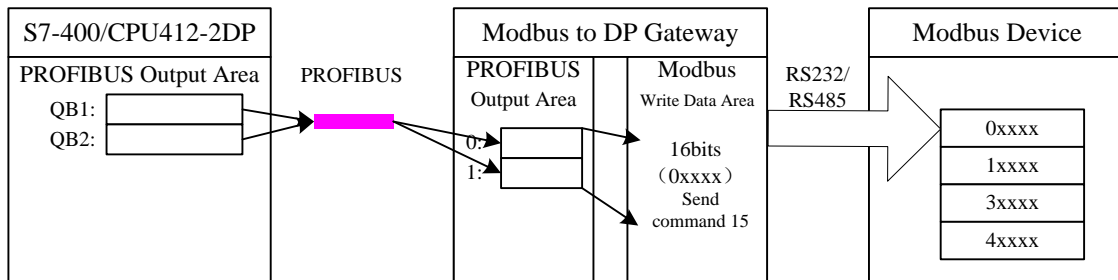 S7-400/CPU412-2DP
PROFIBUS Output Area
QB1:
QB2:
PROFIBUS
Modbus to DP Gateway
PROFIBUS
Output Area
0:
1:
Modbus
Write Data Area
16bits
（0xxxx）
Send
command 15
RS232/
RS485
Modbus Device
0xxxx
1xxxx
3xxxx
4xxxx